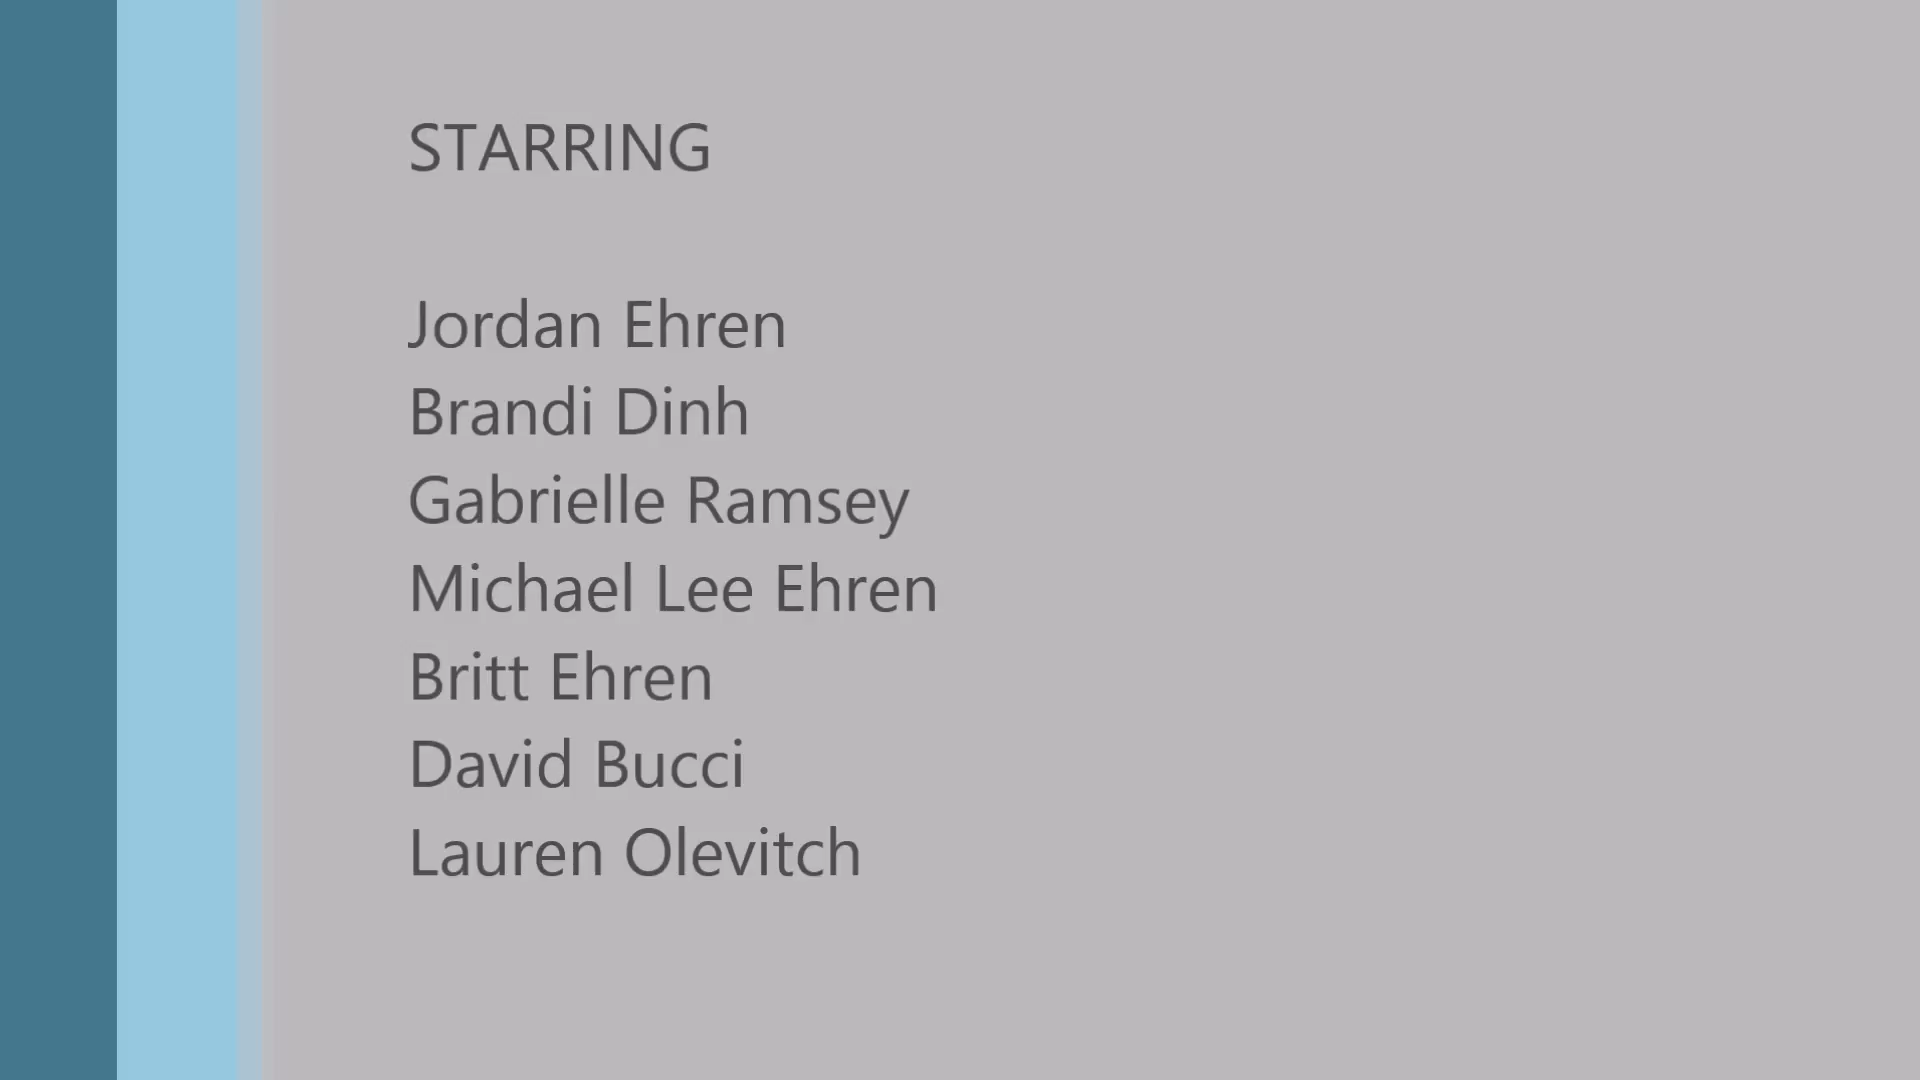 STARRING
Jordan Ehren
Brandi Dinh
Gabrielle Ramsey
Michael Lee Ehren
Britt Ehren
David Bucci
Lauren Olevitch